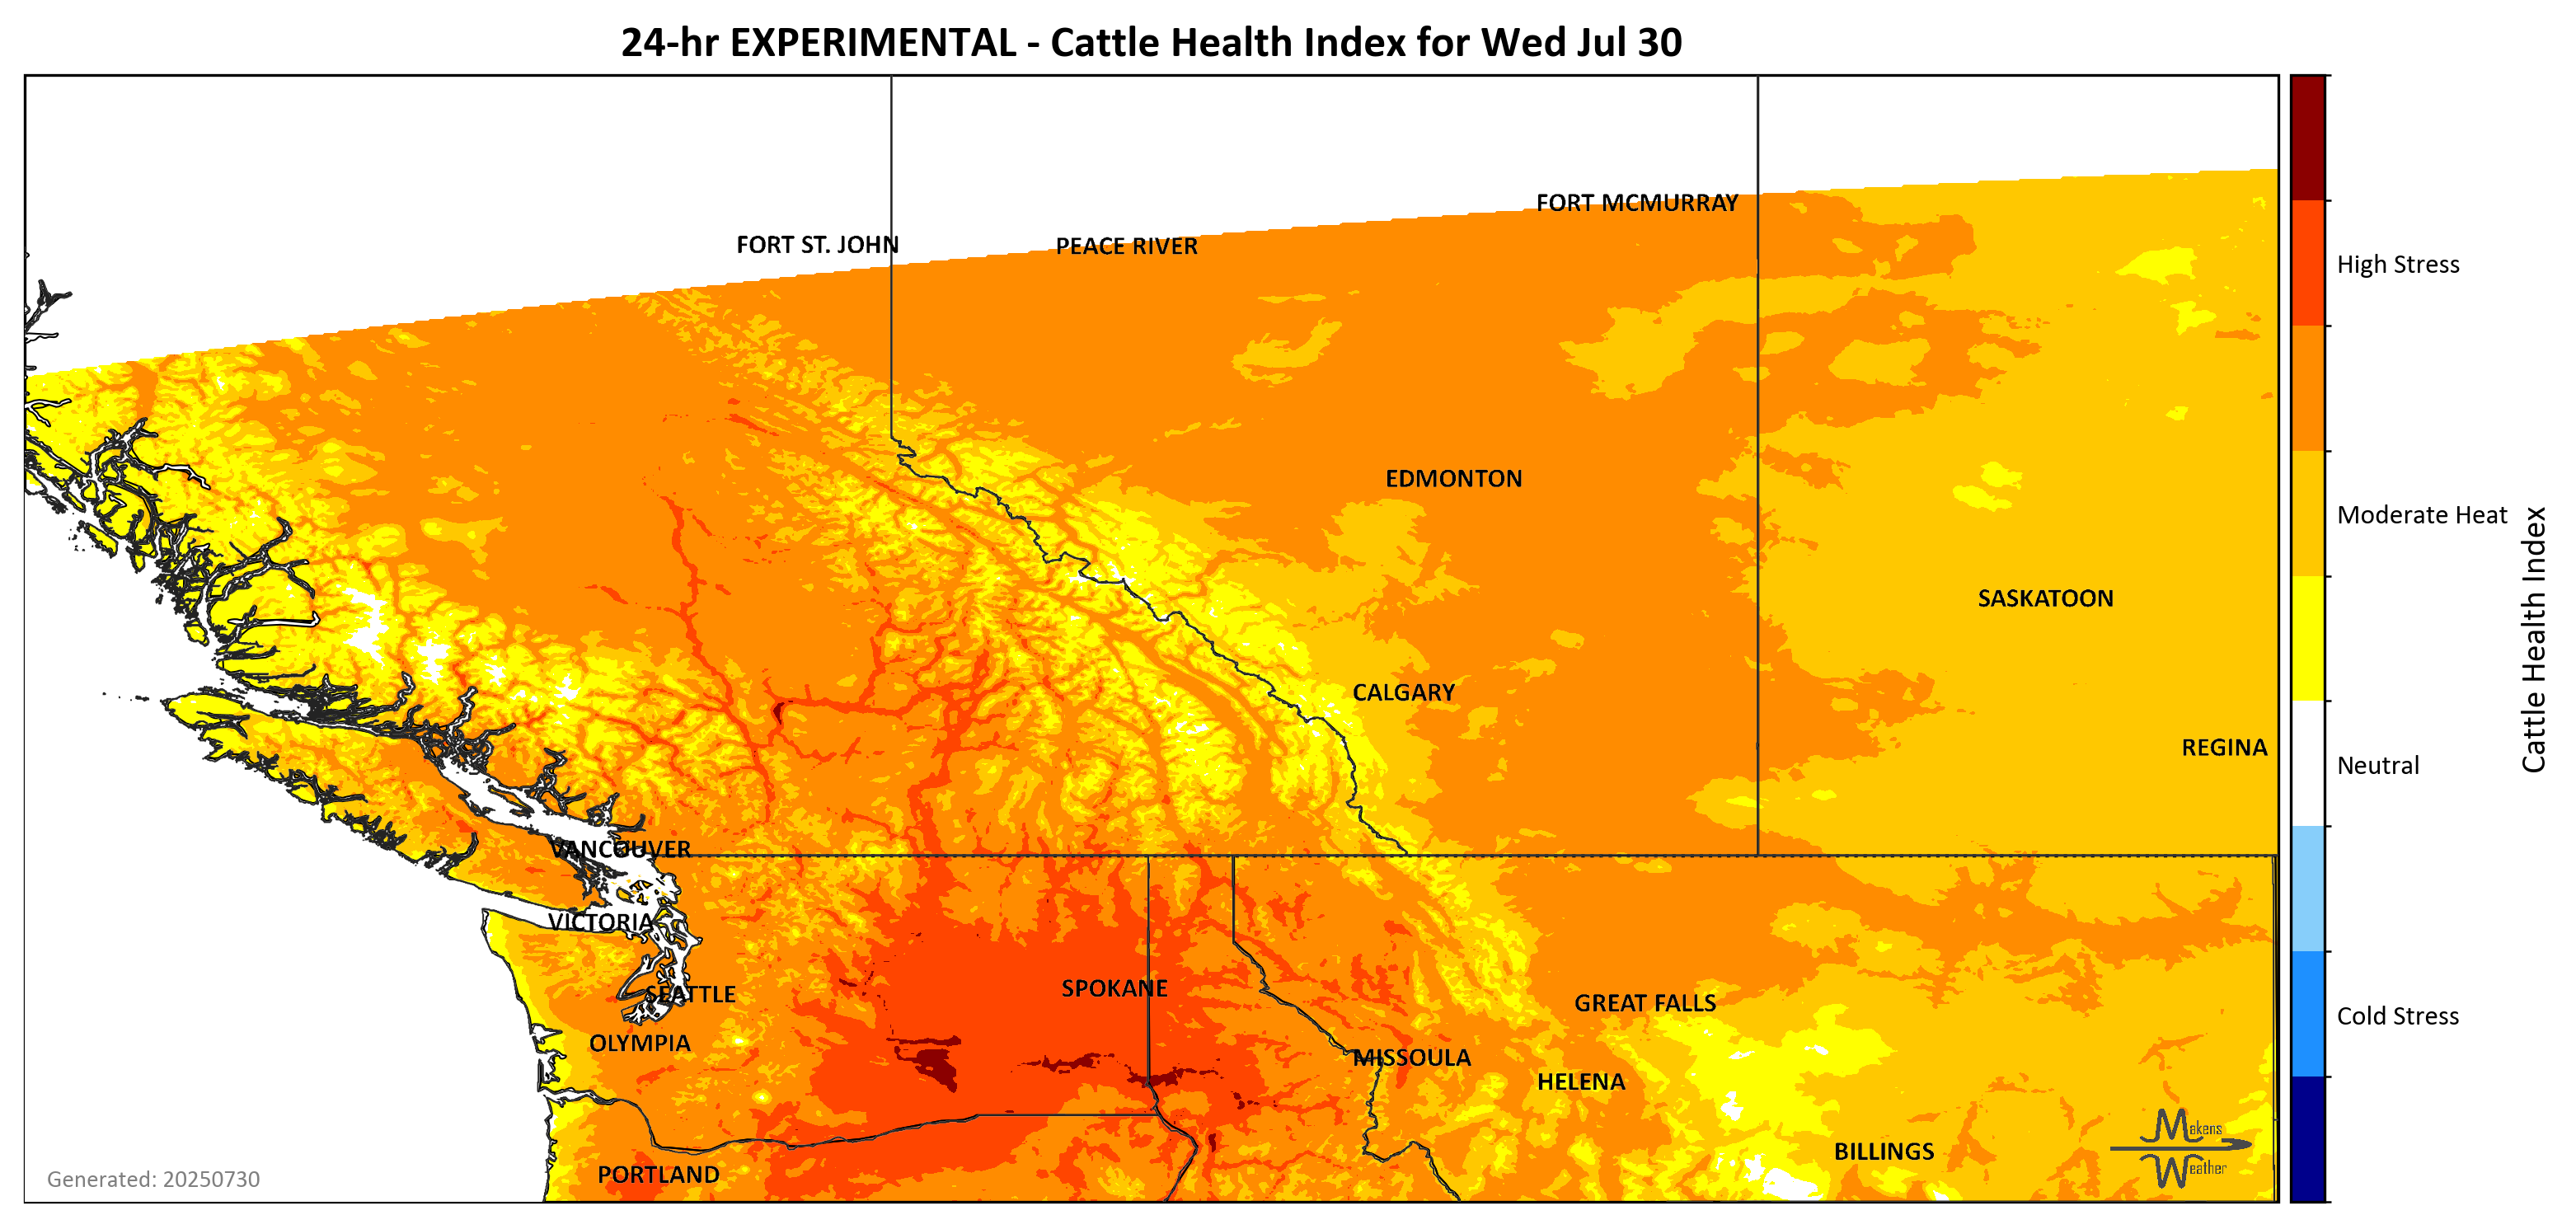 24-hr EXPERIMENTAL - Cattle Health Index for Wed Jul 30
FORT MCMURRAY
FORT ST. JOHN
PEACE RIVER
High Stress
EDMONTON
Moderate Heat
SASKATOON
CALGARY
REGINA
Neutral
Cattle Health Index
VANCOUVER
VICTORIA
SPOKANE
SEATTLE
GREAT FALLS
Cold Stress
OLYMPIA
MISSOULA
HELENA
BILLINGS
Makens
Weather
PORTLAND
Generated: 20250730